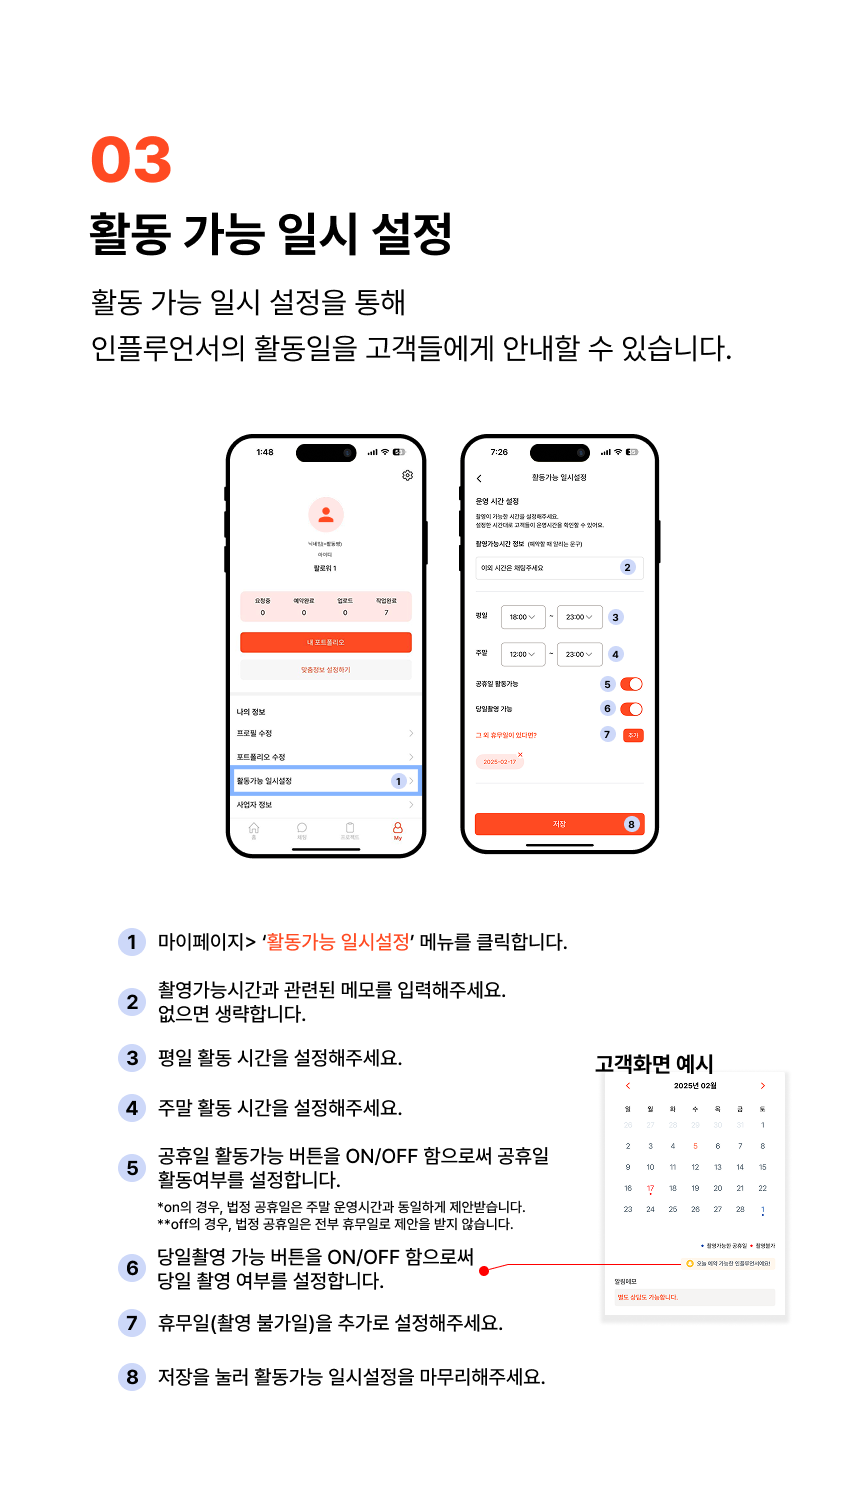 03
활동 가능 일시 설정
활동 가능 일시 설정을 통해
인플루언서의 활동일을 고객들에게 안내할 수 있습니다.
1:48
마이티
팔로워 1
요청중 예약완료 업로드 작업완료
0 0 0 7
내 포트폴리오
맞춤정보 설정하기
나의 정보
프로필 수정
포트폴리오 수정
활동가능 일시설정 1
사업자 정보
홈 채팅 프로젝트 My
7:26
활동가능 일시설정
운영 시간 설정
촬영이 가능한 시간을 설정해주세요.
설정한 시간대로 고객들이 운영시간을 확인할 수 있어요.
촬영가능시간 정보 (예약할 때 알리는 문구)
이외 시간은 채팅주세요 2
평일 18:00 ~ 23:00 3
주말 12:00 ~ 23:00 4
공휴일 활동가능 5
당일촬영 가능 6
그 외 휴무일이 있다면? 7 추가
2025-02-17 ×
저장 8
1 마이페이지> ‘활동가능 일시설정’ 메뉴를 클릭합니다.
2 촬영가능시간과 관련된 메모를 입력해주세요.
없으면 생략합니다.
3 평일 활동 시간을 설정해주세요.
4 주말 활동 시간을 설정해주세요.
5 공휴일 활동가능 버튼을 ON/OFF 함으로써 공휴일
활동여부를 설정합니다.
*on의 경우, 법정 공휴일은 주말 운영시간과 동일하게 제안받습니다.
**off의 경우, 법정 공휴일은 전부 휴무일로 제안을 받지 않습니다.
6 당일촬영 가능 버튼을 ON/OFF 함으로써
당일 촬영 여부를 설정합니다.
7 휴무일(촬영 불가일)을 추가로 설정해주세요.
8 저장을 눌러 활동가능 일시설정을 마무리해주세요.
고객화면 예시
2025년 02월
일 월 화 수 목 금 토
26 27 28 29 30 31 1
2 3 4 5 6 7 8
9 10 11 12 13 14 15
16 17 18 19 20 21 22
23 24 25 26 27 28 1
• 촬영가능한 공휴일 • 촬영불가
오늘 예약 가능한 인플루언서예요!
알림메모
별도 상담도 가능합니다.